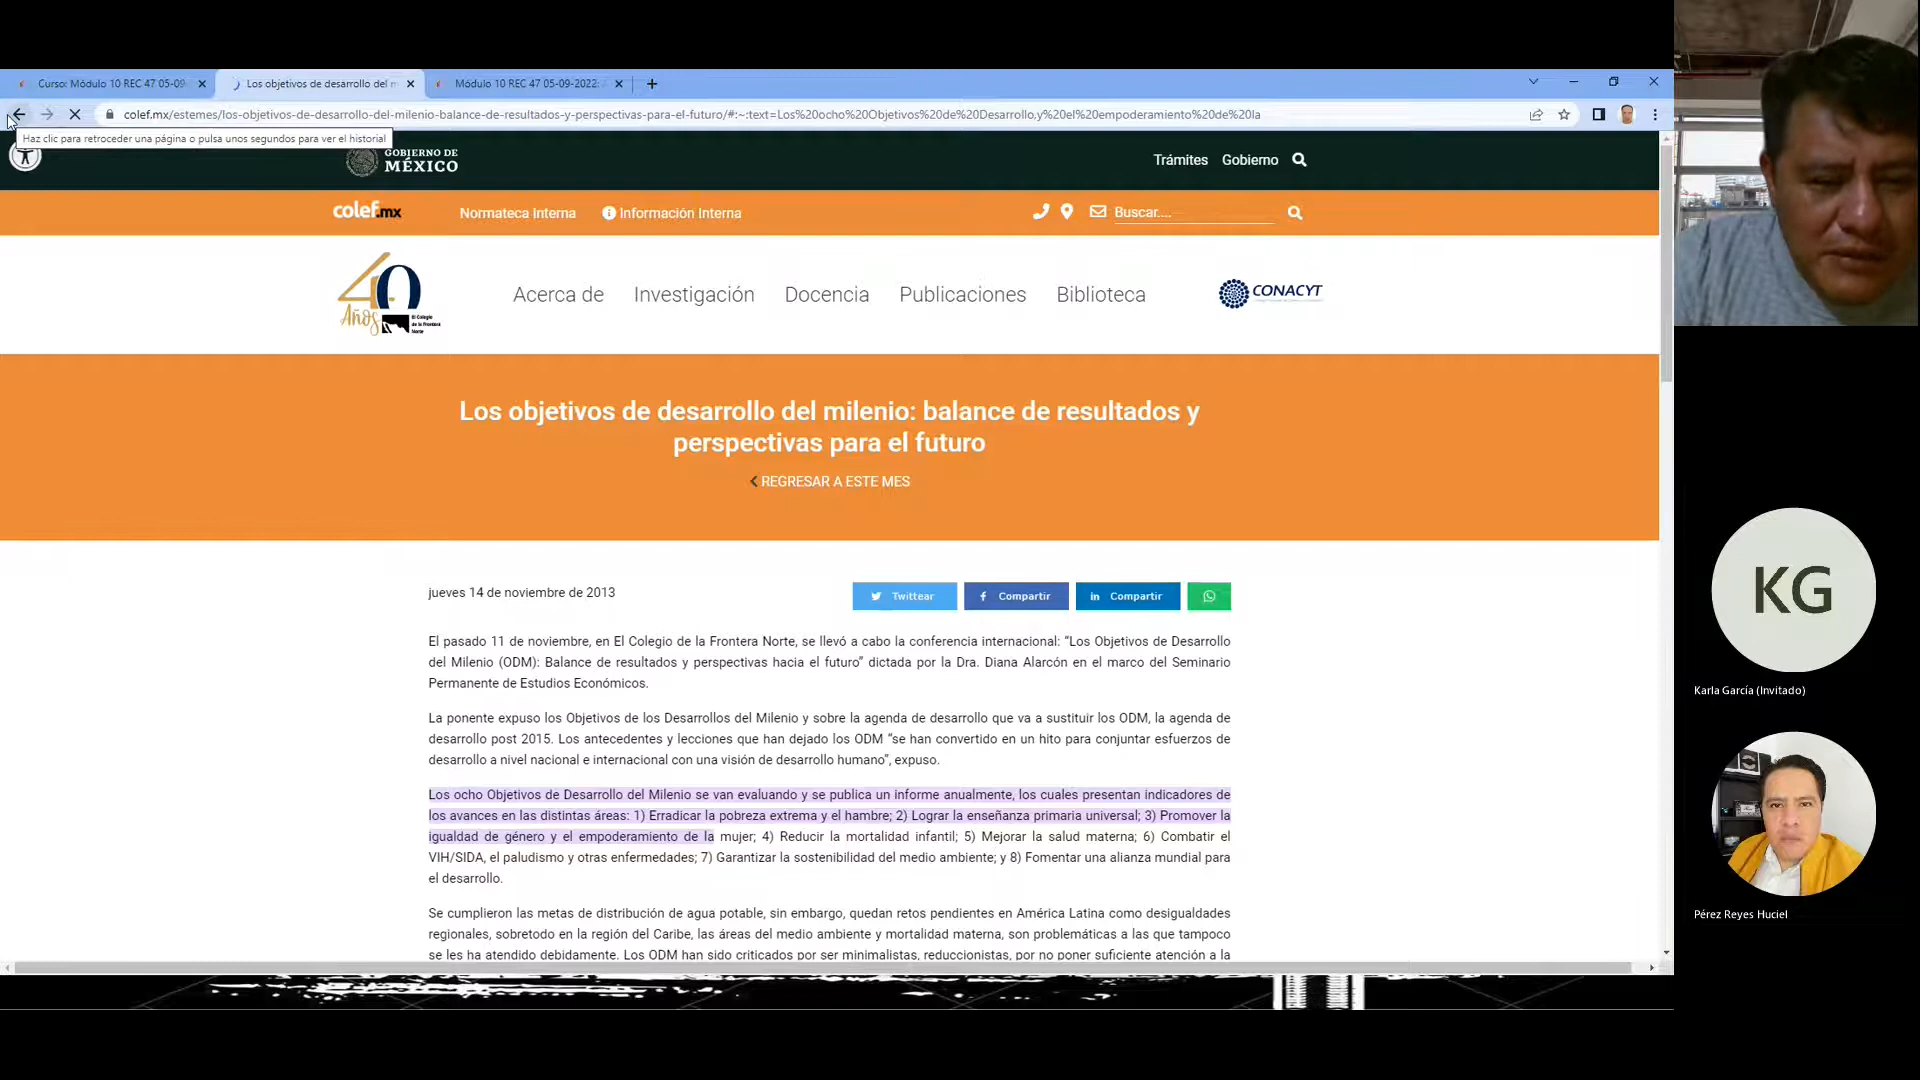 Curso: Módulo 10 REC 47 05-09-
Los objetivos de desarrollo del m
Módulo 10 REC 47 05-09-2022:
colef.mx/estemes/los-objetivos-de-desarrollo-del-milenio-balance-de-resultados-y-perspectivas-para-el-futuro/#:~:text=Los%20ocho%20Objetivos%20de%20Desarrollo,y%20el%20empoderamiento%20de%20la
Haz clic para retroceder una página o pulsa unos segundos para ver el historial
GOBIERNO DE
MÉXICO
Trámites Gobierno
colef.mx
Normateca Interna
Información Interna
Buscar....
40
Años
El Colegio
de la Frontera
Norte
Acerca de
Investigación
Docencia
Publicaciones
Biblioteca
CONACYT
Los objetivos de desarrollo del milenio: balance de resultados y
perspectivas para el futuro
REGRESAR A ESTE MES
jueves 14 de noviembre de 2013
Twittear
Compartir
Compartir
El pasado 11 de noviembre, en El Colegio de la Frontera Norte, se llevó a cabo la conferencia internacional: “Los Objetivos de Desarrollo
del Milenio (ODM): Balance de resultados y perspectivas hacia el futuro” dictada por la Dra. Diana Alarcón en el marco del Seminario
Permanente de Estudios Económicos.
La ponente expuso los Objetivos de los Desarrollos del Milenio y sobre la agenda de desarrollo que va a sustituir los ODM, la agenda de
desarrollo post 2015. Los antecedentes y lecciones que han dejado los ODM “se han convertido en un hito para conjuntar esfuerzos de
desarrollo a nivel nacional e internacional con una visión de desarrollo humano”, expuso.
Los ocho Objetivos de Desarrollo del Milenio se van evaluando y se publica un informe anualmente, los cuales presentan indicadores de
los avances en las distintas áreas: 1) Erradicar la pobreza extrema y el hambre; 2) Lograr la enseñanza primaria universal; 3) Promover la
igualdad de género y el empoderamiento de la mujer; 4) Reducir la mortalidad infantil; 5) Mejorar la salud materna; 6) Combatir el
VIH/SIDA, el paludismo y otras enfermedades; 7) Garantizar la sostenibilidad del medio ambiente; y 8) Fomentar una alianza mundial para
el desarrollo.
Se cumplieron las metas de distribución de agua potable, sin embargo, quedan retos pendientes en América Latina como desigualdades
regionales, sobretodo en la región del Caribe, las áreas del medio ambiente y mortalidad materna, son problemáticas a las que tampoco
se les ha atendido debidamente. Los ODM han sido criticados por ser minimalistas, reduccionistas, por no poner suficiente atención a la
KG
Karla García (Invitado)
Pérez Reyes Huciel